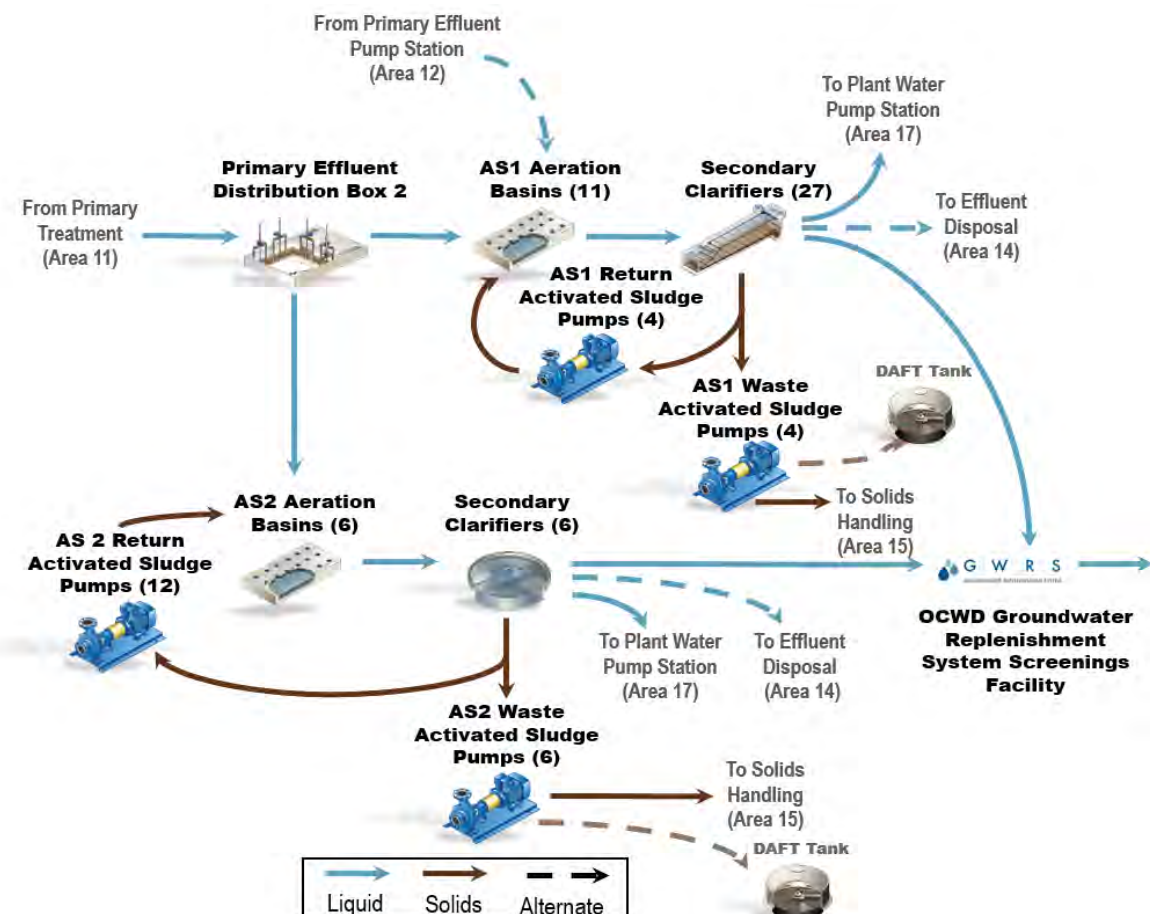 From Primary Effluent
Pump Station
(Area 12)
To Plant Water
Pump Station
(Area 17)
Primary Effluent
Distribution Box 2
AS1 Aeration
Basins (11)
Secondary
Clarifiers (27)
From Primary
Treatment
(Area 11)
To Effluent
Disposal
(Area 14)
AS1 Return
Activated Sludge
Pumps (4)
DAFT Tank
AS1 Waste
Activated Sludge
Pumps (4)
To Solids
Handling
(Area 15)
AS2 Aeration
Basins (6)
Secondary
Clarifiers (6)
AS 2 Return
Activated Sludge
Pumps (12)
G W R S
OCWD Groundwater
Replenishment
System Screenings
Facility
To Plant Water
Pump Station
(Area 17)
To Effluent
Disposal
(Area 14)
AS2 Waste
Activated Sludge
Pumps (6)
To Solids
Handling
(Area 15)
DAFT Tank
Liquid Solids Alternate